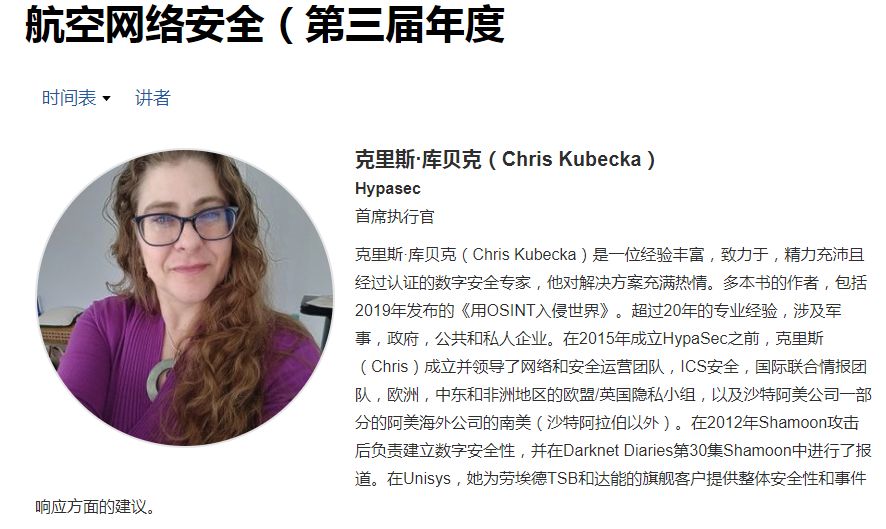 航空网络安全（第三届年度
时间表 讲者
克里斯·库贝克（Chris Kubecka）
Hypasec
首席执行官
克里斯·库贝克（Chris Kubecka）是一位经验丰富，致力于，精力充沛且
经过认证的数字安全专家，他对解决方案充满热情。多本书的作者，包括
2019年发布的《用OSINT入侵世界》。超过20年的专业经验，涉及军
事，政府，公共和私人企业。在2015年成立HypaSec之前，克里斯
（Chris）成立并领导了网络和安全运营团队，ICS安全，国际联合情报团
队，欧洲，中东和非洲地区的欧盟/英国隐私小组，以及沙特阿美公司一部
分的阿美海外公司的南美（沙特阿拉伯以外）。在2012年Shamoon攻击
后负责建立数字安全性，并在Darknet Diaries第30集Shamoon中进行了报
道。在Unisys，她为劳埃德TSB和达能的旗舰客户提供整体安全性和事件
响应方面的建议。